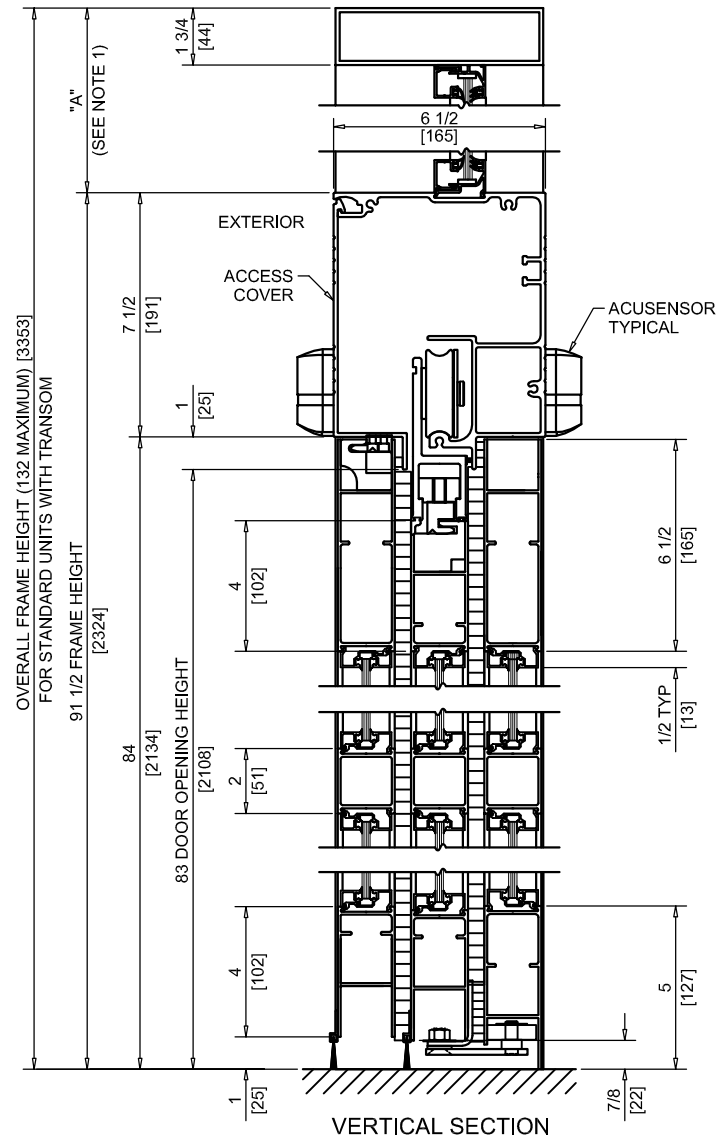 1 3/4
[44]
"A"
(SEE NOTE 1)
6 1/2
[165]
EXTERIOR
ACCESS
COVER
ACUSENSOR
TYPICAL
7 1/2
[191]
1
[25]
OVERALL FRAME HEIGHT (132 MAXIMUM) [3353]
FOR STANDARD UNITS WITH TRANSOM
91 1/2 FRAME HEIGHT
[2324]
84
[2134]
83 DOOR OPENING HEIGHT
[2108]
4
[102]
6 1/2
[165]
1/2 TYP
[13]
2
[51]
4
[102]
5
[127]
1
[25]
7/8
[22]
VERTICAL SECTION